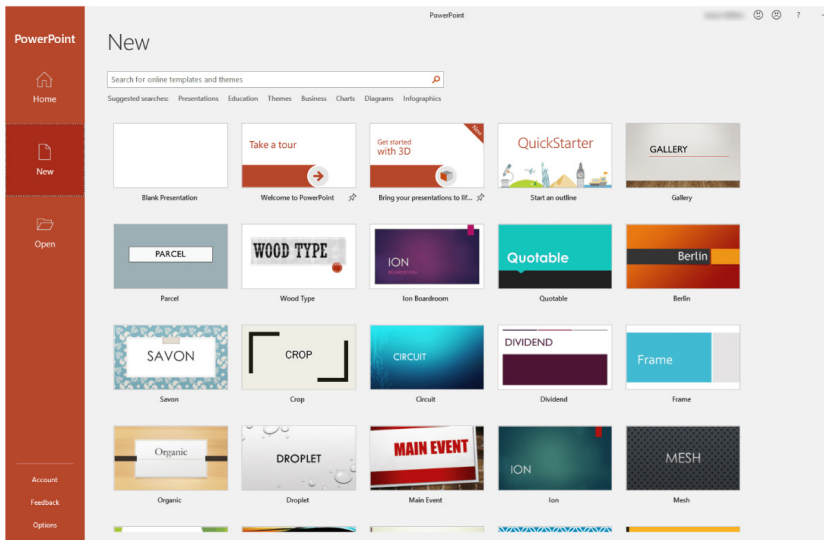 PowerPoint
?
PowerPoint
New
Home
New
Open
Account
Feedback
Options
Search for online templates and themes
Suggested searches: Presentations Education Themes Business Charts Diagrams Infographics
Take a tour
Get started
with 3D
New
QuickStarter
GALLERY
Blank Presentation
Welcome to PowerPoint
Bring your presentations to lif...
Start an outline
Gallery
PARCEL
WOOD TYPE
ION
BOARDROOM
Quotable
Berlin
Parcel
Wood Type
Ion Boardroom
Quotable
Berlin
SAVON
CROP
CIRCUIT
DIVIDEND
Frame
Savon
Crop
Circuit
Dividend
Frame
Organic
DROPLET
MAIN EVENT
ION
MESH
Organic
Droplet
Main Event
Ion
Mesh